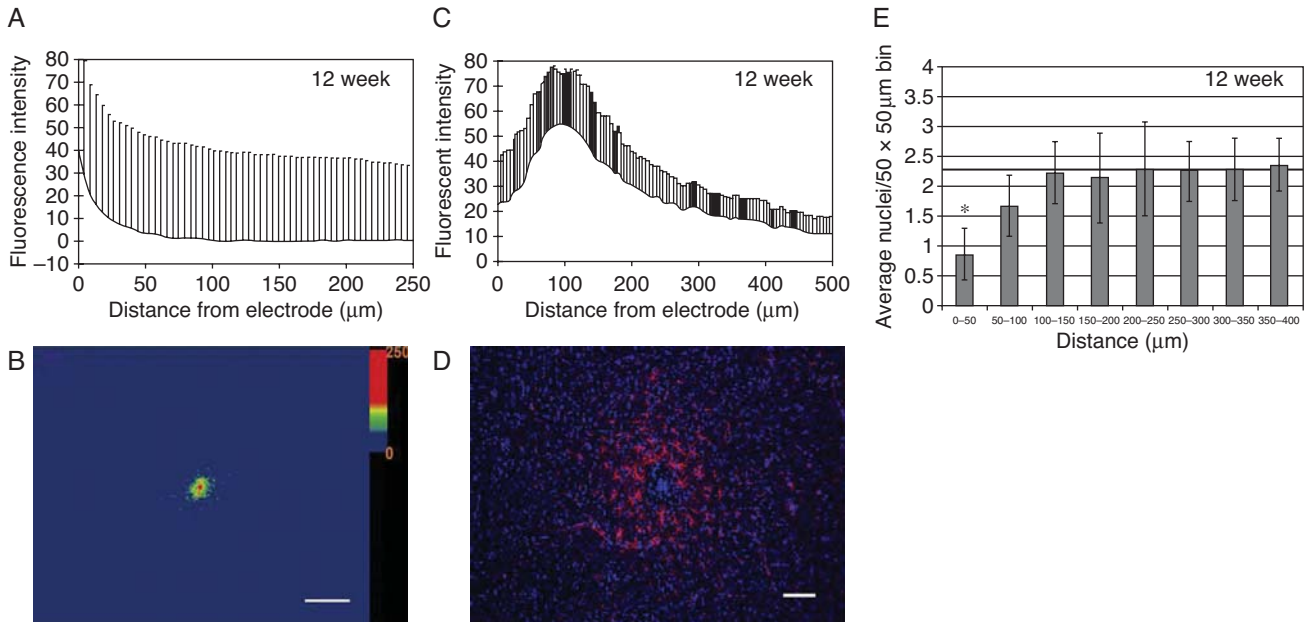 A
Fluorescence intensity
80
70
60
50
40
30
20
10
0
−10
12 week
0 50 100 150 200 250
Distance from electrode (μm)
B
250
0
C
Fluorescent intensity
80
70
60
50
40
30
20
10
0
12 week
0 100 200 300 400 500
Distance from electrode (μm)
D
E
Average nuclei/50 × 50 μm bin
4
3.5
3
2.5
2
1.5
1
0.5
0
12 week
*
0–50 50–100 100–150 150–200 200–250 250–300 300–350 350–400
Distance (μm)